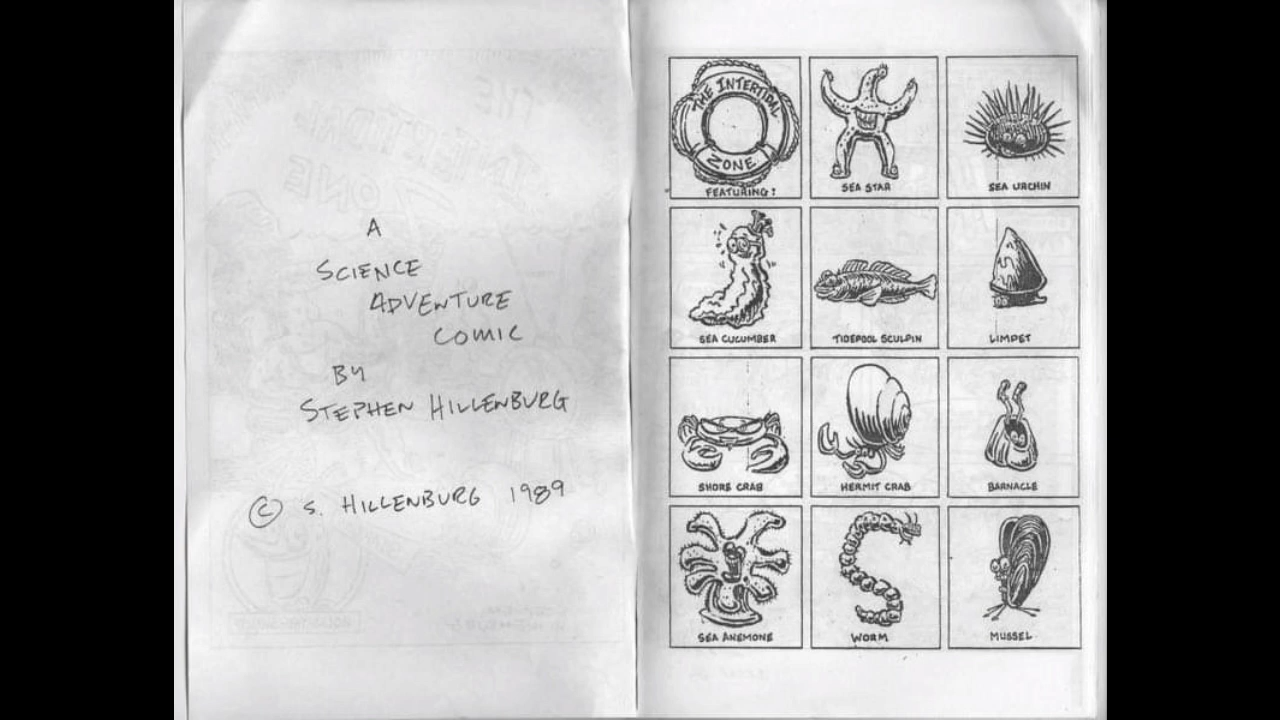 A
SCIENCE
ADVENTURE
COMIC
BY
STEPHEN HILLENBURG
© S. HILLENBURG 1989
THE INTERTIDAL
ZONE
FEATURING:
SEA STAR
SEA URCHIN
SEA CUCUMBER
TIDEPOOL SCULPIN
LIMPET
SHORE CRAB
HERMIT CRAB
BARNACLE
SEA ANEMONE
WORM
MUSSEL